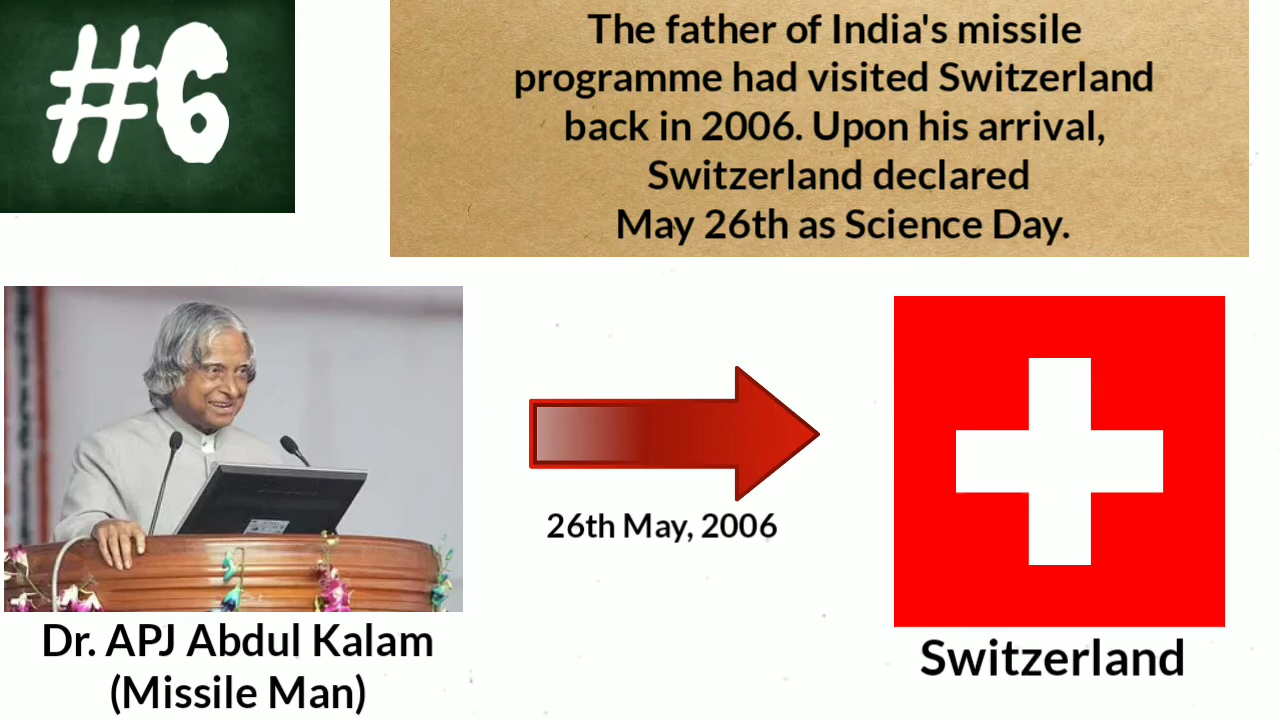 #6
The father of India's missile
programme had visited Switzerland
back in 2006. Upon his arrival,
Switzerland declared
May 26th as Science Day.
26th May, 2006
Dr. APJ Abdul Kalam
(Missile Man)
Switzerland